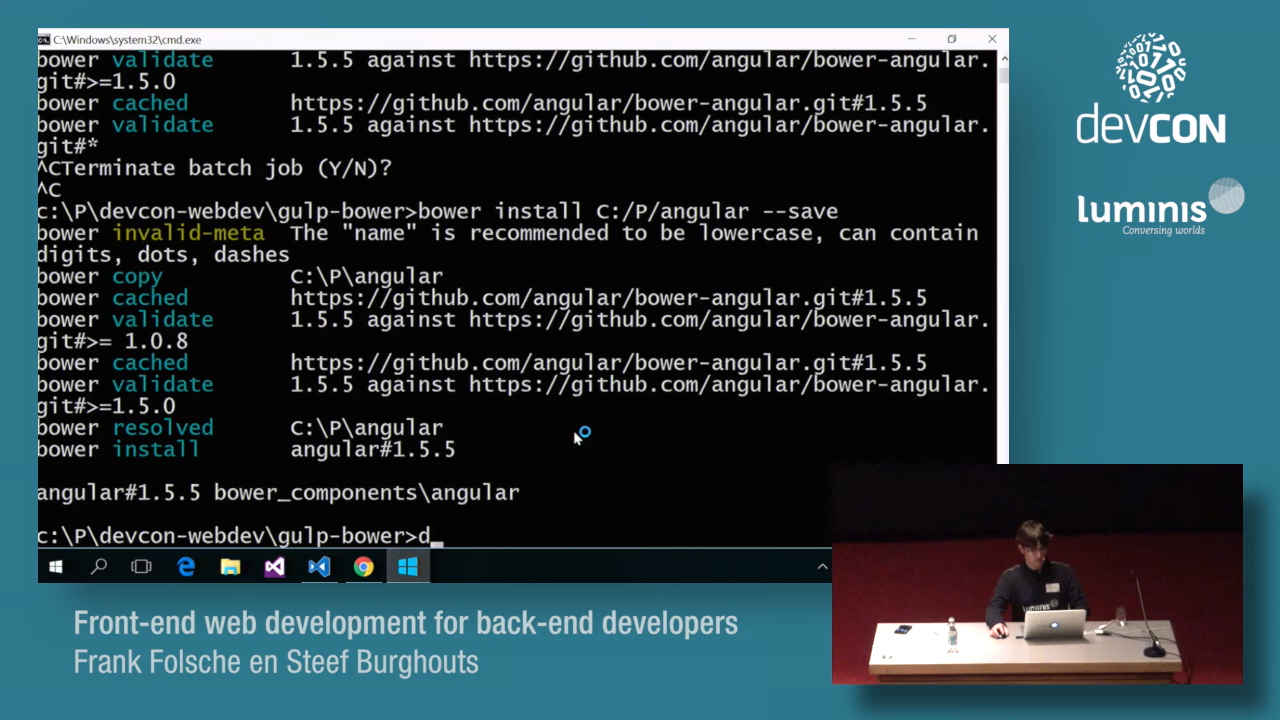 C:\Windows\system32\cmd.exe
bower validate 1.5.5 against https://github.com/angular/bower-angular.
git#>=1.5.0
bower cached https://github.com/angular/bower-angular.git#1.5.5
bower validate 1.5.5 against https://github.com/angular/bower-angular.
git#*
^CTerminate batch job (Y/N)?
^C
c:\P\devcon-webdev\gulp-bower>bower install C:/P/angular --save
bower invalid-meta The "name" is recommended to be lowercase, can contain
digits, dots, dashes
bower copy C:\P\angular
bower cached https://github.com/angular/bower-angular.git#1.5.5
bower validate 1.5.5 against https://github.com/angular/bower-angular.
git#>= 1.0.8
bower cached https://github.com/angular/bower-angular.git#1.5.5
bower validate 1.5.5 against https://github.com/angular/bower-angular.
git#>=1.5.0
bower resolved C:\P\angular
bower install angular#1.5.5
angular#1.5.5 bower_components\angular
c:\P\devcon-webdev\gulp-bower>d
devCON
luminis
Conversing worlds
Front-end web development for back-end developers
Frank Folsche en Steef Burghouts